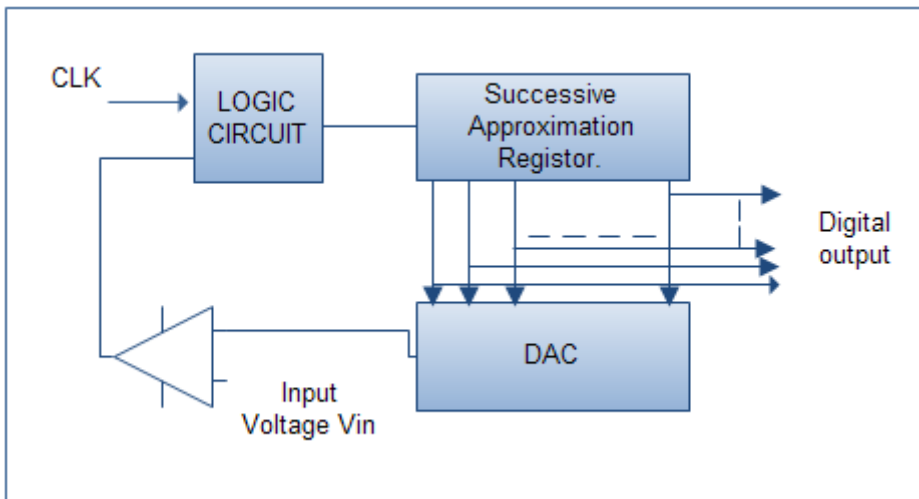 CLK
LOGIC
CIRCUIT
Successive
Approximation
Registor.
Digital
output
DAC
Input
Voltage Vin